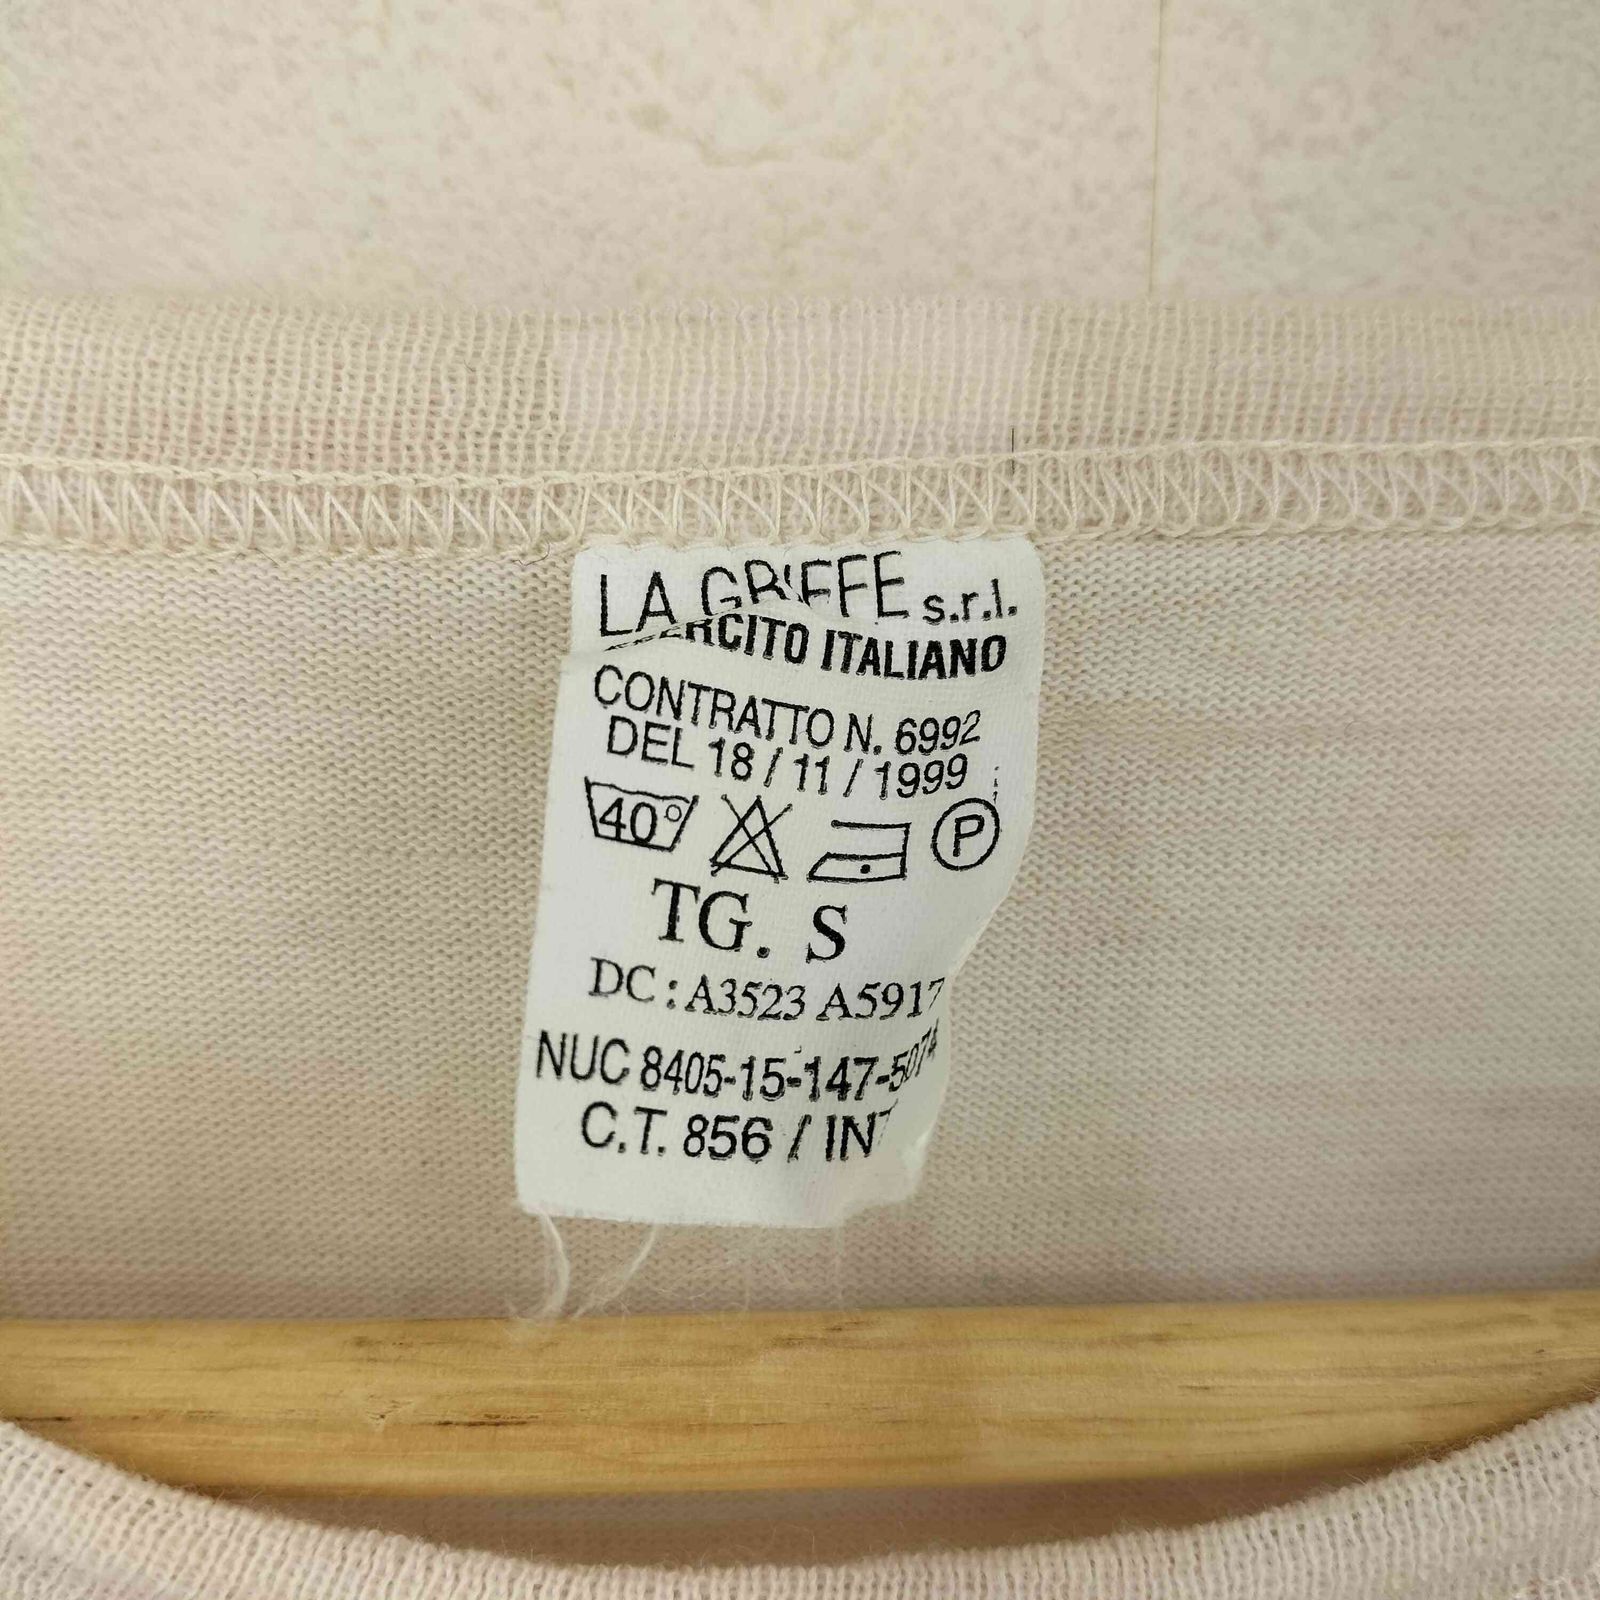 LA GRIFFE s.r.l.
ERCITO ITALIANO
CONTRATTO N. 6992
DEL 18 / 11 / 1999
40°
P
TG. S
DC : A3523 A5917
NUC 8405-15-147-5074
C.T. 856 / INT